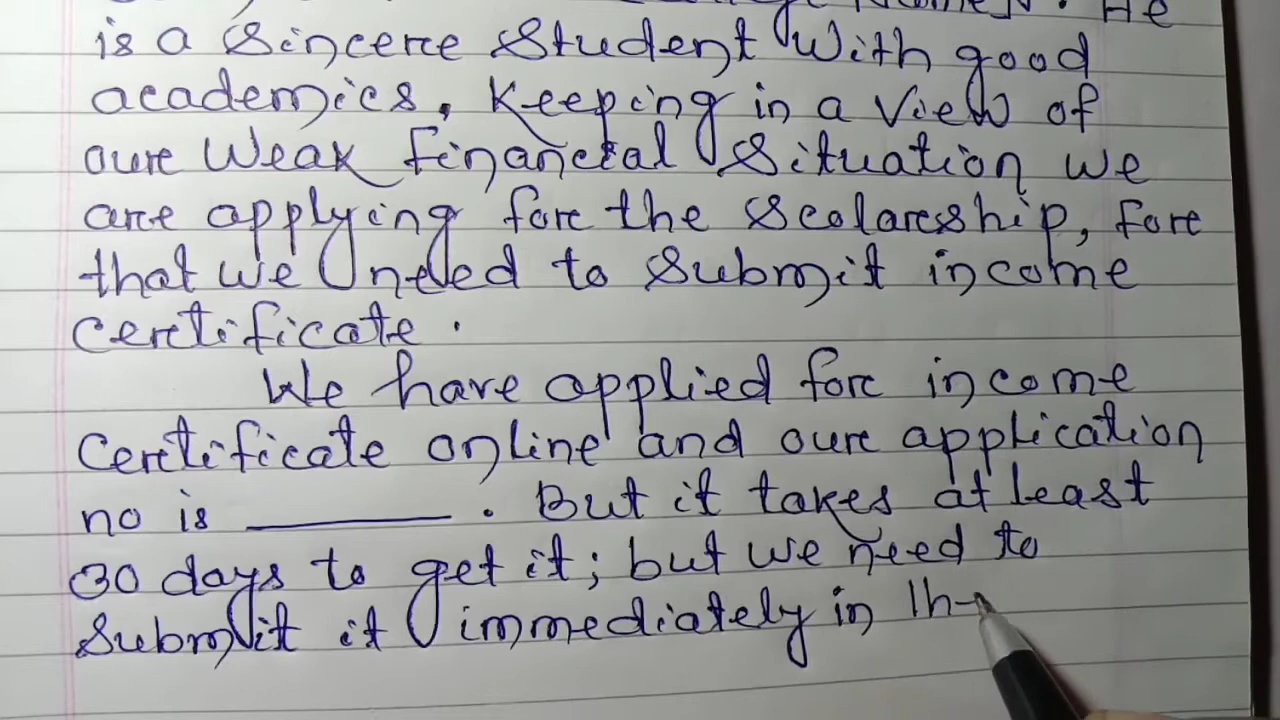 He
is a sincere student with good
academics, Keeping in a view of
our weak financial situation we
are applying for the scolarship, for
that we need to submit income
certificate.
We have applied for income
certificate online and our application
no is ________. But it takes at least
30 days to get it; but we need to
submit it immediately in th